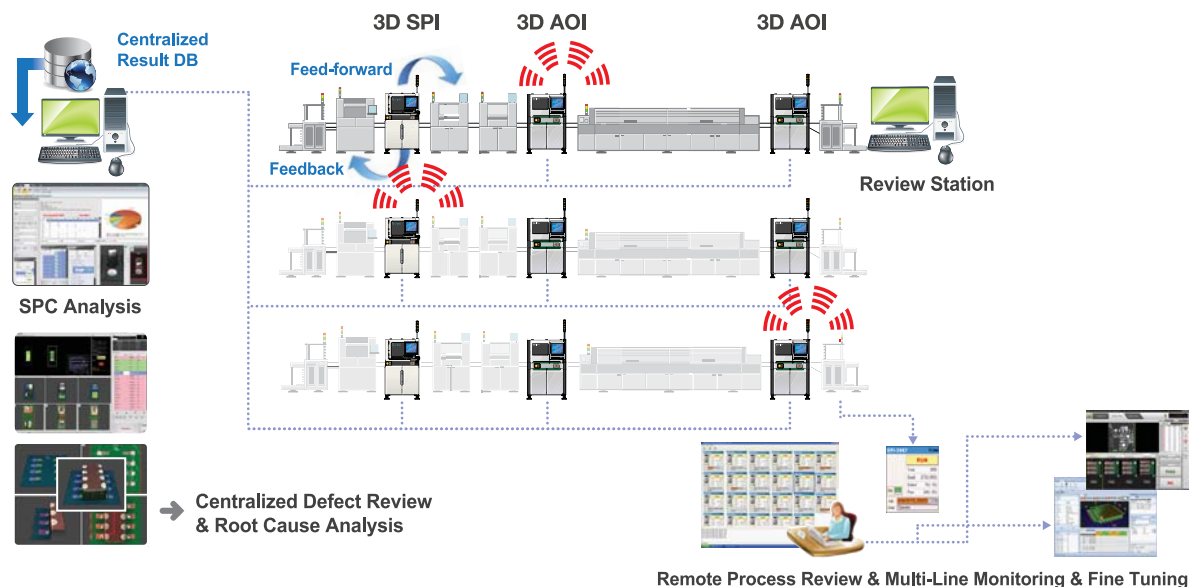 3D SPI
3D AOI
3D AOI
Centralized
Result DB
Feed-forward
Feedback
Review Station
SPC Analysis
RUN
Centralized Defect Review
& Root Cause Analysis
Remote Process Review & Multi-Line Monitoring & Fine Tuning